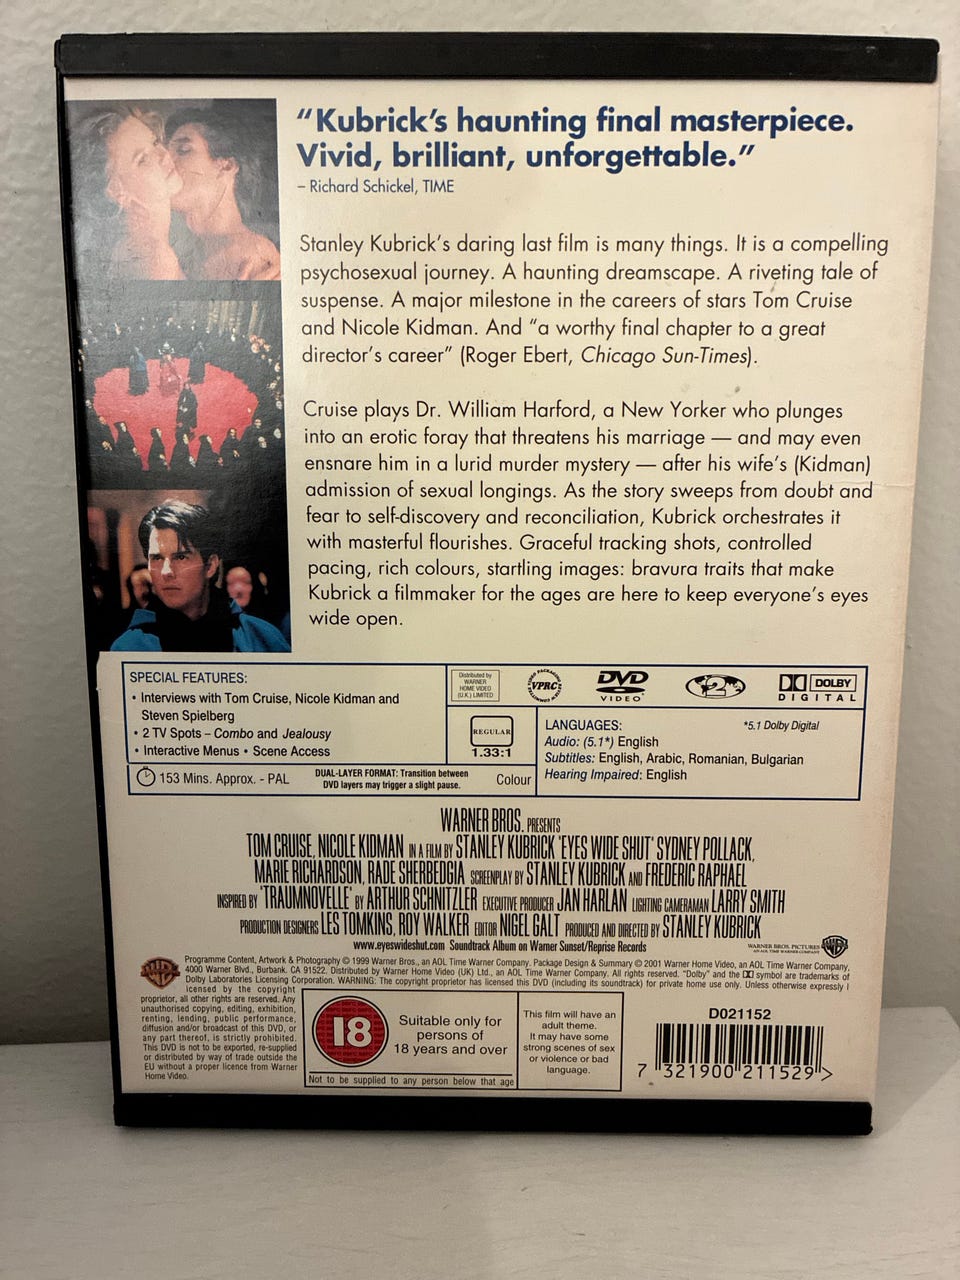 “Kubrick’s haunting final masterpiece.
Vivid, brilliant, unforgettable.”
– Richard Schickel, TIME
Stanley Kubrick’s daring last film is many things. It is a compelling
psychosexual journey. A haunting dreamscape. A riveting tale of
suspense. A major milestone in the careers of stars Tom Cruise
and Nicole Kidman. And “a worthy final chapter to a great
director’s career” (Roger Ebert, Chicago Sun-Times).
Cruise plays Dr. William Harford, a New Yorker who plunges
into an erotic foray that threatens his marriage — and may even
ensnare him in a lurid murder mystery — after his wife’s (Kidman)
admission of sexual longings. As the story sweeps from doubt and
fear to self-discovery and reconciliation, Kubrick orchestrates it
with masterful flourishes. Graceful tracking shots, controlled
pacing, rich colours, startling images: bravura traits that make
Kubrick a filmmaker for the ages are here to keep everyone’s eyes
wide open.
SPECIAL FEATURES:
• Interviews with Tom Cruise, Nicole Kidman and
Steven Spielberg
• 2 TV Spots – Combo and Jealousy
• Interactive Menus • Scene Access
153 Mins. Approx. - PAL
DUAL-LAYER FORMAT: Transition between
DVD layers may trigger a slight pause.
Colour
Distributed by
WARNER
HOME VIDEO
(U.K.) LIMITED
VPRC
DVD
VIDEO
2
DOLBY
DIGITAL
REGULAR
1.33:1
LANGUAGES: *5.1 Dolby Digital
Audio: (5.1*) English
Subtitles: English, Arabic, Romanian, Bulgarian
Hearing Impaired: English
WARNER BROS. PRESENTS
TOM CRUISE, NICOLE KIDMAN IN A FILM BY STANLEY KUBRICK ‘EYES WIDE SHUT’ SYDNEY POLLACK,
MARIE RICHARDSON, RADE SHERBEDGIA SCREENPLAY BY STANLEY KUBRICK AND FREDERIC RAPHAEL
INSPIRED BY ‘TRAUMNOVELLE’ BY ARTHUR SCHNITZLER EXECUTIVE PRODUCER JAN HARLAN LIGHTING CAMERAMAN LARRY SMITH
PRODUCTION DESIGNERS LES TOMKINS, ROY WALKER EDITOR NIGEL GALT PRODUCED AND DIRECTED BY STANLEY KUBRICK
www.eyeswideshut.com Soundtrack Album on Warner Sunset/Reprise Records
WARNER BROS. PICTURES
AN AOL TIME WARNER COMPANY
Programme Content, Artwork & Photography © 1999 Warner Bros., an AOL Time Warner Company. Package Design & Summary © 2001 Warner Home Video, an AOL Time Warner Company,
4000 Warner Blvd., Burbank. CA 91522. Distributed by Warner Home Video (UK) Ltd., an AOL Time Warner Company. All rights reserved. “Dolby” and the DD symbol are trademarks of
Dolby Laboratories Licensing Corporation. WARNING: The copyright proprietor has licensed this DVD (including its soundtrack) for private home use only. Unless otherwise expressly l
icensed by the copyright
proprietor, all other rights are reserved. Any
unauthorised copying, editing, exhibition,
renting, lending, public performance,
diffusion and/or broadcast of this DVD, or
any part thereof, is strictly prohibited.
This DVD is not to be exported, re-supplied
or distributed by way of trade outside the
EU without a proper licence from Warner
Home Video.
18
Suitable only for
persons of
18 years and over
Not to be supplied to any person below that age
This film will have an
adult theme.
It may have some
strong scenes of sex
or violence or bad
language.
D021152
7 321900 211529 >